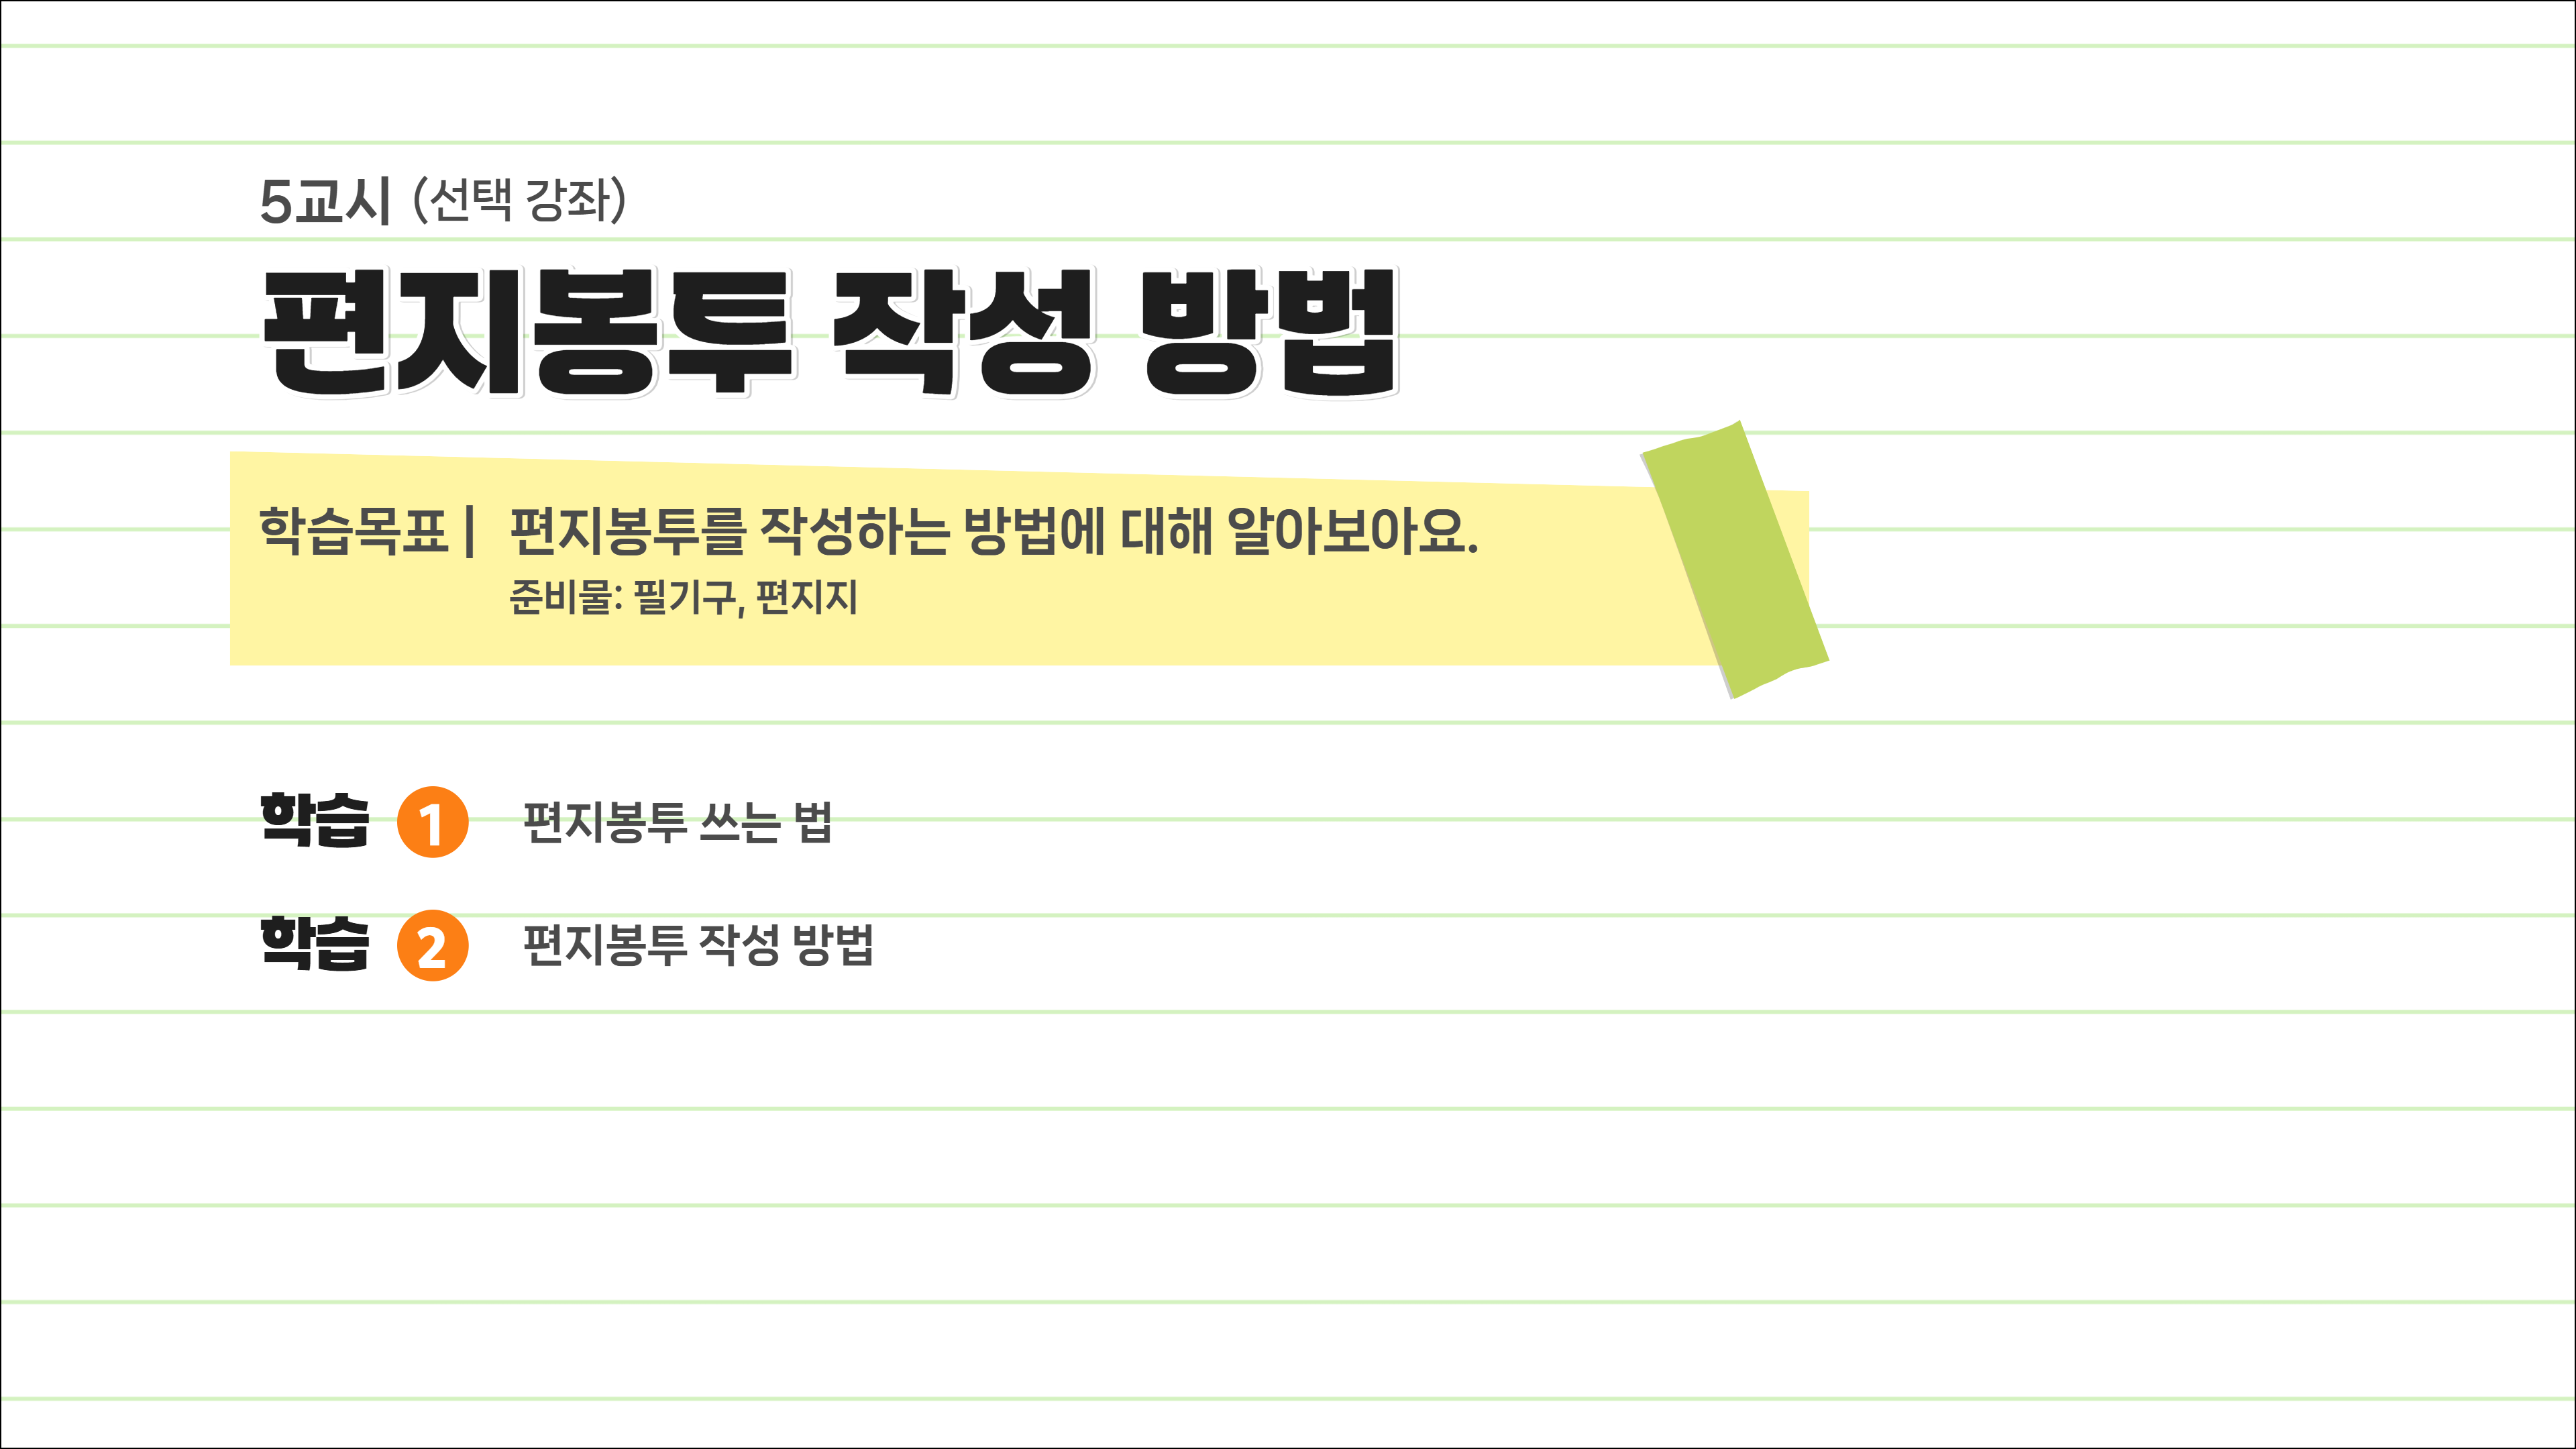 5교시 (선택 강좌)
편지봉투 작성 방법
학습목표 | 편지봉투를 작성하는 방법에 대해 알아보아요.
준비물: 필기구, 편지지
학습 1 편지봉투 쓰는 법
학습 2 편지봉투 작성 방법